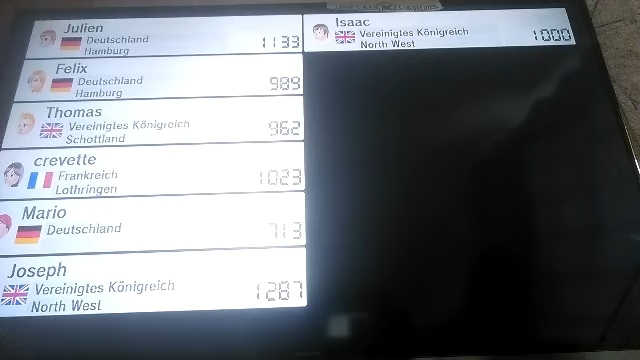 Julien
Deutschland
Hamburg
1133
Felix
Deutschland
Hamburg
989
Thomas
Vereinigtes Königreich
Schottland
962
crevette
Frankreich
Lothringen
1023
Mario
Deutschland
713
Joseph
Vereinigtes Königreich
North West
1287
Isaac
Vereinigtes Königreich
North West
1000